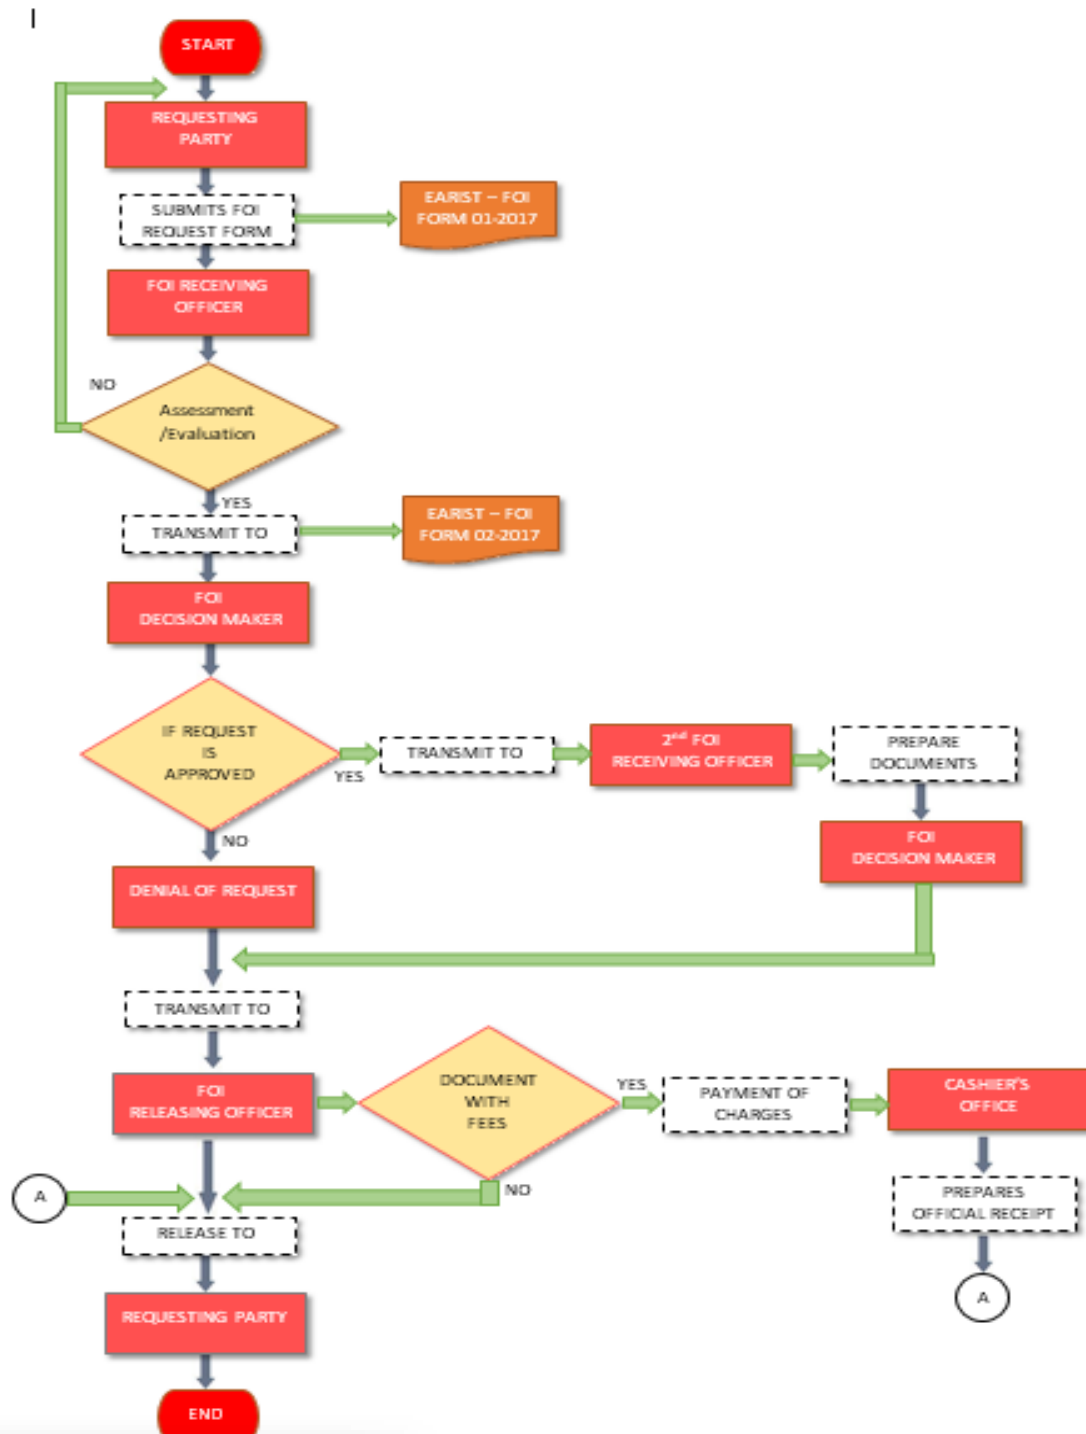 START
REQUESTING
PARTY
SUBMITS FOI
REQUEST FORM
EARIST – FOI
FORM 01-2017
FOI RECEIVING
OFFICER
NO
Assessment
/Evaluation
YES
TRANSMIT TO
EARIST – FOI
FORM 02-2017
FOI
DECISION MAKER
IF REQUEST
IS
APPROVED
YES
TRANSMIT TO
2nd FOI
RECEIVING OFFICER
PREPARE
DOCUMENTS
FOI
DECISION MAKER
NO
DENIAL OF REQUEST
TRANSMIT TO
FOI
RELEASING OFFICER
DOCUMENT
WITH
FEES
YES
PAYMENT OF
CHARGES
CASHIER'S
OFFICE
NO
PREPARES
OFFICIAL RECEIPT
A
A
RELEASE TO
REQUESTING PARTY
END